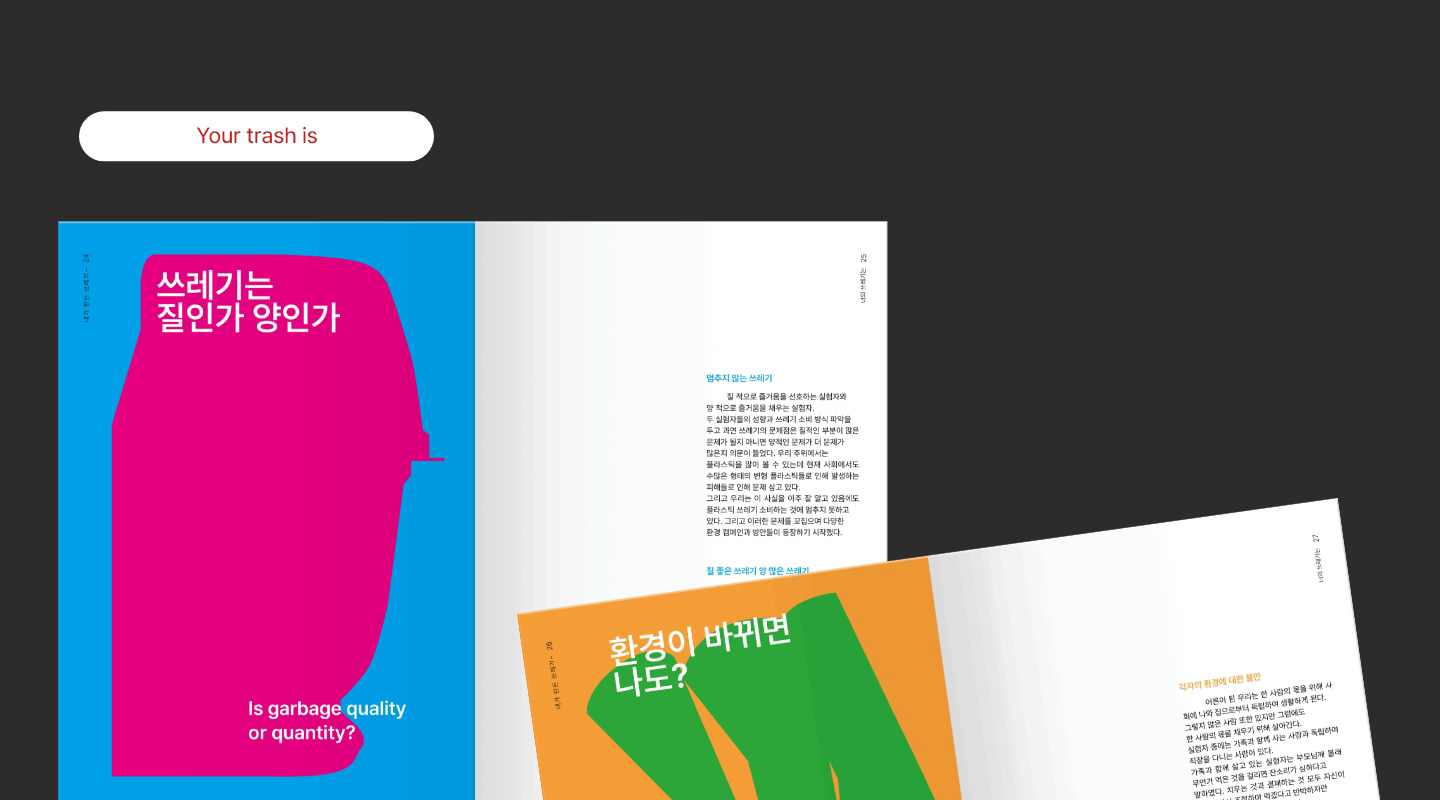 Your trash is
내가 만든 쓰레기- 24
쓰레기는
질인가 양인가
Is garbage quality
or quantity?
너의 쓰레기는 25
멈추지 않는 쓰레기
질 적으로 즐거움을 선호하는 실험자와
양 적으로 즐거움을 채우는 실험자.
두 실험자들의 성향과 쓰레기 소비 방식 파악을
두고 과연 쓰레기의 문제점은 질적인 부분이 많은
문제가 될지 아니면 양적인 문제가 더 문제가
많은지 의문이 들었다. 우리 주위에서는
플라스틱을 많이 볼 수 있는데 현재 사회에서도
수많은 형태의 변형 플라스틱들로 인해 발생하는
피해들로 인해 문제 삼고 있다.
그리고 우리는 이 사실을 아주 잘 알고 있음에도
플라스틱 쓰레기 소비하는 것에 멈추지 못하고
있다. 그리고 이러한 문제를 꼬집으며 다양한
환경 캠페인과 방안들이 등장하기 시작했다.
질 좋은 쓰레기 양 많은 쓰레기
내가 만든 쓰레기- 26
환경이 바뀌면
나도?
너의 쓰레기는 27
각자의 환경에 대한 불만
어른이 된 우리는 한 사람의 몫을 위해 사
회에 나와 집으로부터 독립하여 생활하게 된다.
그렇지 않은 사람 또한 있지만 그럼에도
한 사람의 몫을 채우기 위해 살아간다.
실험자 중에는 가족과 함께 사는 사람과 독립하여
직장을 다니는 사람이 있다.
가족과 함께 살고 있는 실험자는 부모님께 몰래
무언가 먹은 것을 걸리면 잔소리가 심하다고
말하였다. 치우는 것과 결제하는 것 모두 자신이